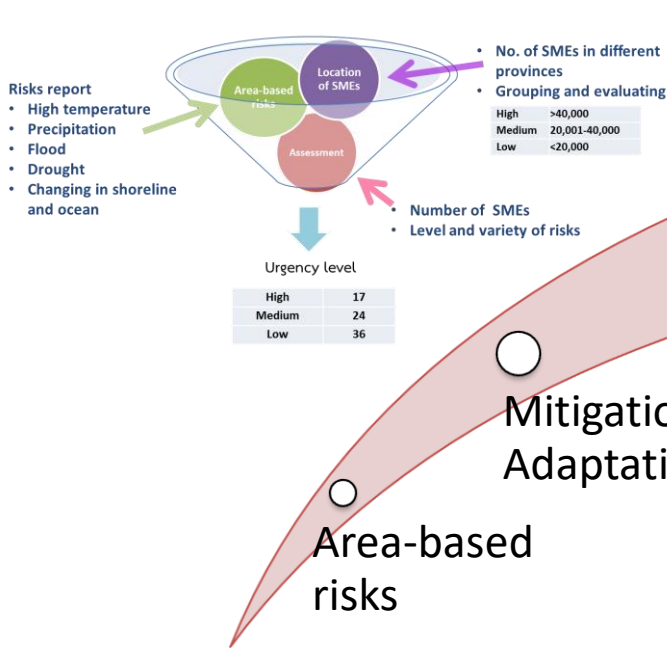 Risks report
• High temperature
• Precipitation
• Flood
• Drought
• Changing in shoreline
and ocean
Area-based
risks
Location
of SMEs
Assessment
• No. of SMEs in different
provinces
• Grouping and evaluating
High >40,000
Medium 20,001-40,000
Low <20,000
• Number of SMEs
• Level and variety of risks
Urgency level
High 17
Medium 24
Low 36
Mitigatio
Adaptati
Area-based
risks